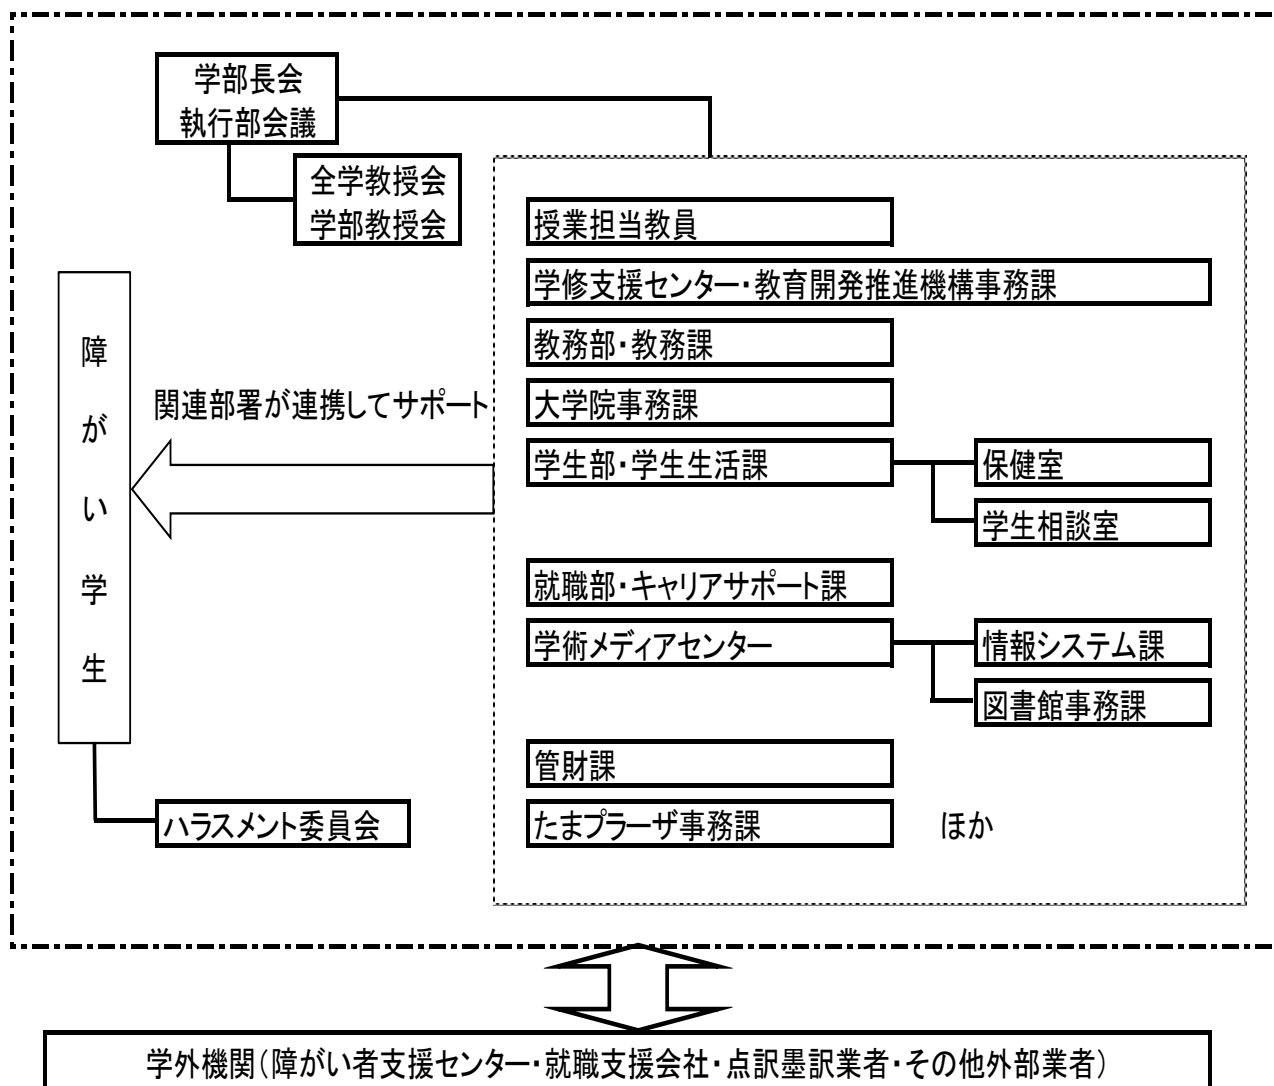 学部長会
執行部会議
全学教授会
学部教授会
授業担当教員
学修支援センター・教育開発推進機構事務課
教務部・教務課
大学院事務課
学生部・学生生活課
保健室
学生相談室
就職部・キャリアサポート課
学術メディアセンター
情報システム課
図書館事務課
管財課
たまプラーザ事務課
ほか
関連部署が連携してサポート
障がい学生
ハラスメント委員会
学外機関(障がい者支援センター・就職支援会社・点訳墨訳業者・その他外部業者)